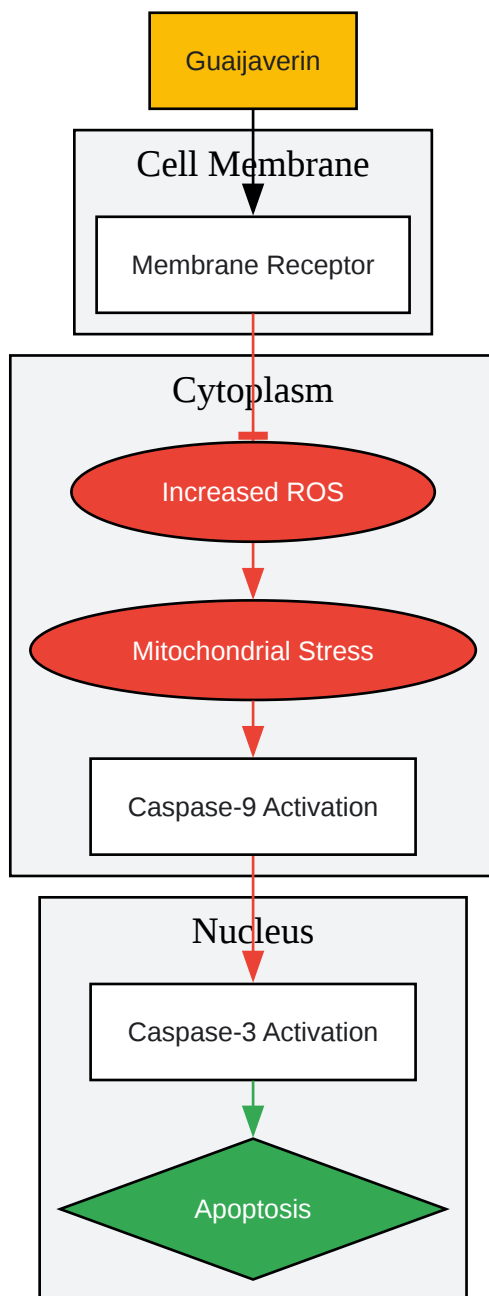 Guaijaverin
Cell Membrane
Membrane Receptor
Cytoplasm
Increased ROS
Mitochondrial Stress
Caspase-9 Activation
Nucleus
Caspase-3 Activation
Apoptosis